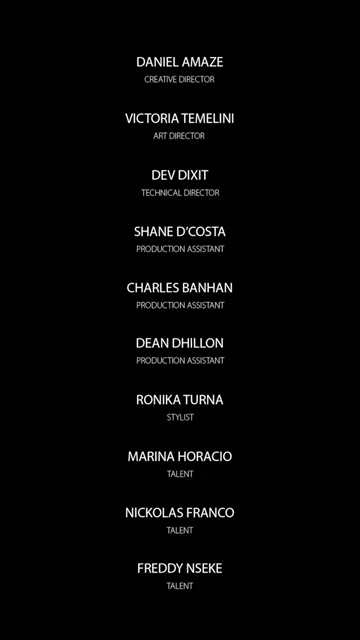 DANIEL AMAZE
CREATIVE DIRECTOR
VICTORIA TEMELINI
ART DIRECTOR
DEV DIXIT
TECHNICAL DIRECTOR
SHANE D’COSTA
PRODUCTION ASSISTANT
CHARLES BANHAN
PRODUCTION ASSISTANT
DEAN DHILLON
PRODUCTION ASSISTANT
RONIKA TURNA
STYLIST
MARINA HORACIO
TALENT
NICKOLAS FRANCO
TALENT
FREDDY NSEKE
TALENT